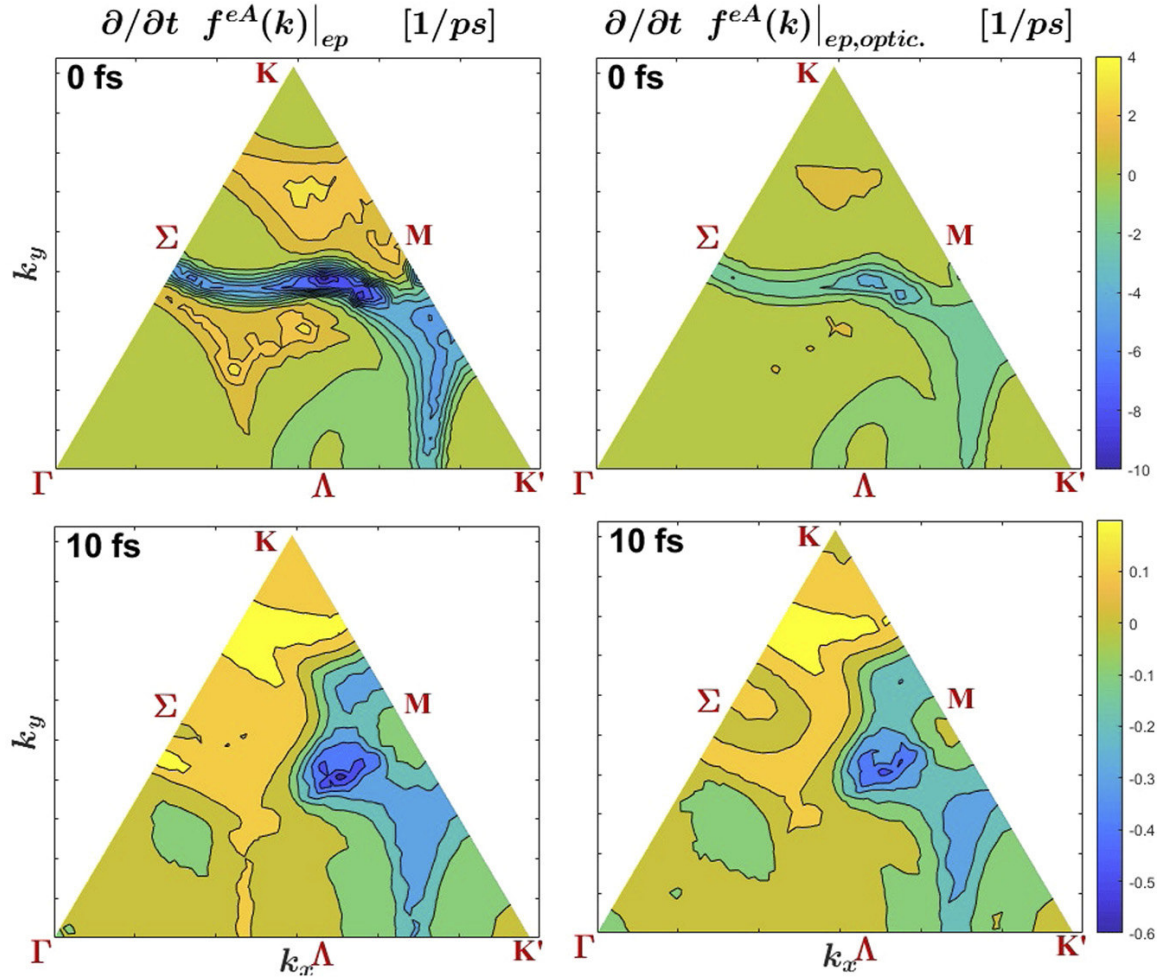 ∂/∂t f^{eA}(k)|_{ep} [1/ps]
∂/∂t f^{eA}(k)|_{ep,optic.} [1/ps]
0 fs
K
Σ
M
k_y
Γ
Λ
K'
0 fs
K
Σ
M
Γ
Λ
K'
4
2
0
-2
-4
-6
-8
-10
10 fs
K
Σ
M
k_y
Γ
k_x
Λ
K'
10 fs
K
Σ
M
Γ
k_x
Λ
K'
0.1
0
-0.1
-0.2
-0.3
-0.4
-0.5
-0.6